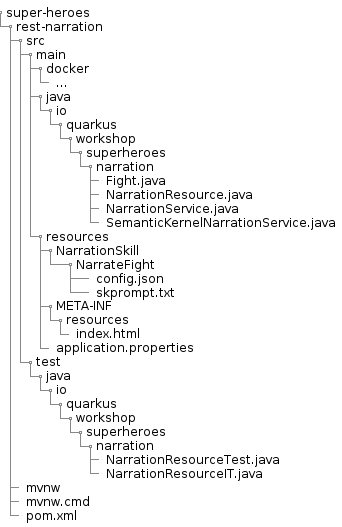 super-heroes
rest-narration
src
main
docker
...
java
io
quarkus
workshop
superheroes
narration
Fight.java
NarrationResource.java
NarrationService.java
SemanticKernelNarrationService.java
resources
NarrationSkill
NarrateFight
config.json
skprompt.txt
META-INF
resources
index.html
application.properties
test
java
io
quarkus
workshop
superheroes
narration
NarrationResourceTest.java
NarrationResourceIT.java
mvnw
mvnw.cmd
pom.xml